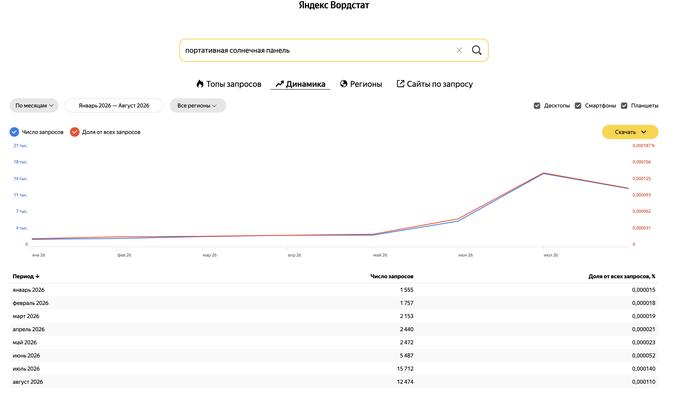 Яндекс Вордстат
портативная солнечная панель
Топы запросов Динамика Регионы Сайты по запросу
По месяцам Январь 2026 — Август 2026 Все регионы Десктопы Смартфоны Планшеты
Число запросов Доля от всех запросов Скачать
21 тыс. 0,000187 %
18 тыс. 0,000156
14 тыс. 0,000125
11 тыс. 0,000093
7 тыс. 0,000062
4 тыс. 0,000031
0 0
янв 26 фев 26 мар 26 апр 26 май 26 июн 26 июл 26
Период Число запросов Доля от всех запросов, %
январь 2026 1 555 0,000015
февраль 2026 1 757 0,000018
март 2026 2 153 0,000019
апрель 2026 2 440 0,000021
май 2026 2 472 0,000023
июнь 2026 5 487 0,000052
июль 2026 15 712 0,000140
август 2026 12 474 0,000110